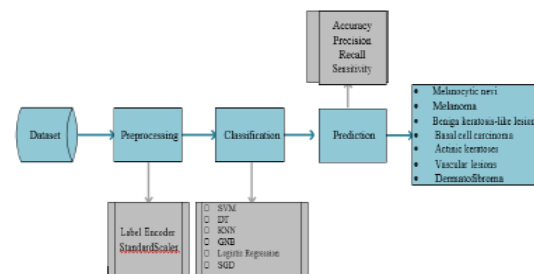 Accuracy
Precision
Recall
Sensitivity
Dataset
Preprocessing
Classification
Prediction
Melanocytic nevi
Melanoma
Benign keratosis-like lesion
Basal cell carcinoma
Actinic keratoses
Vascular lesions
Dermatofibroma
Label Encoder
StandardScaler
SVM
DT
KNN
GNB
Logistic Regression
SGD